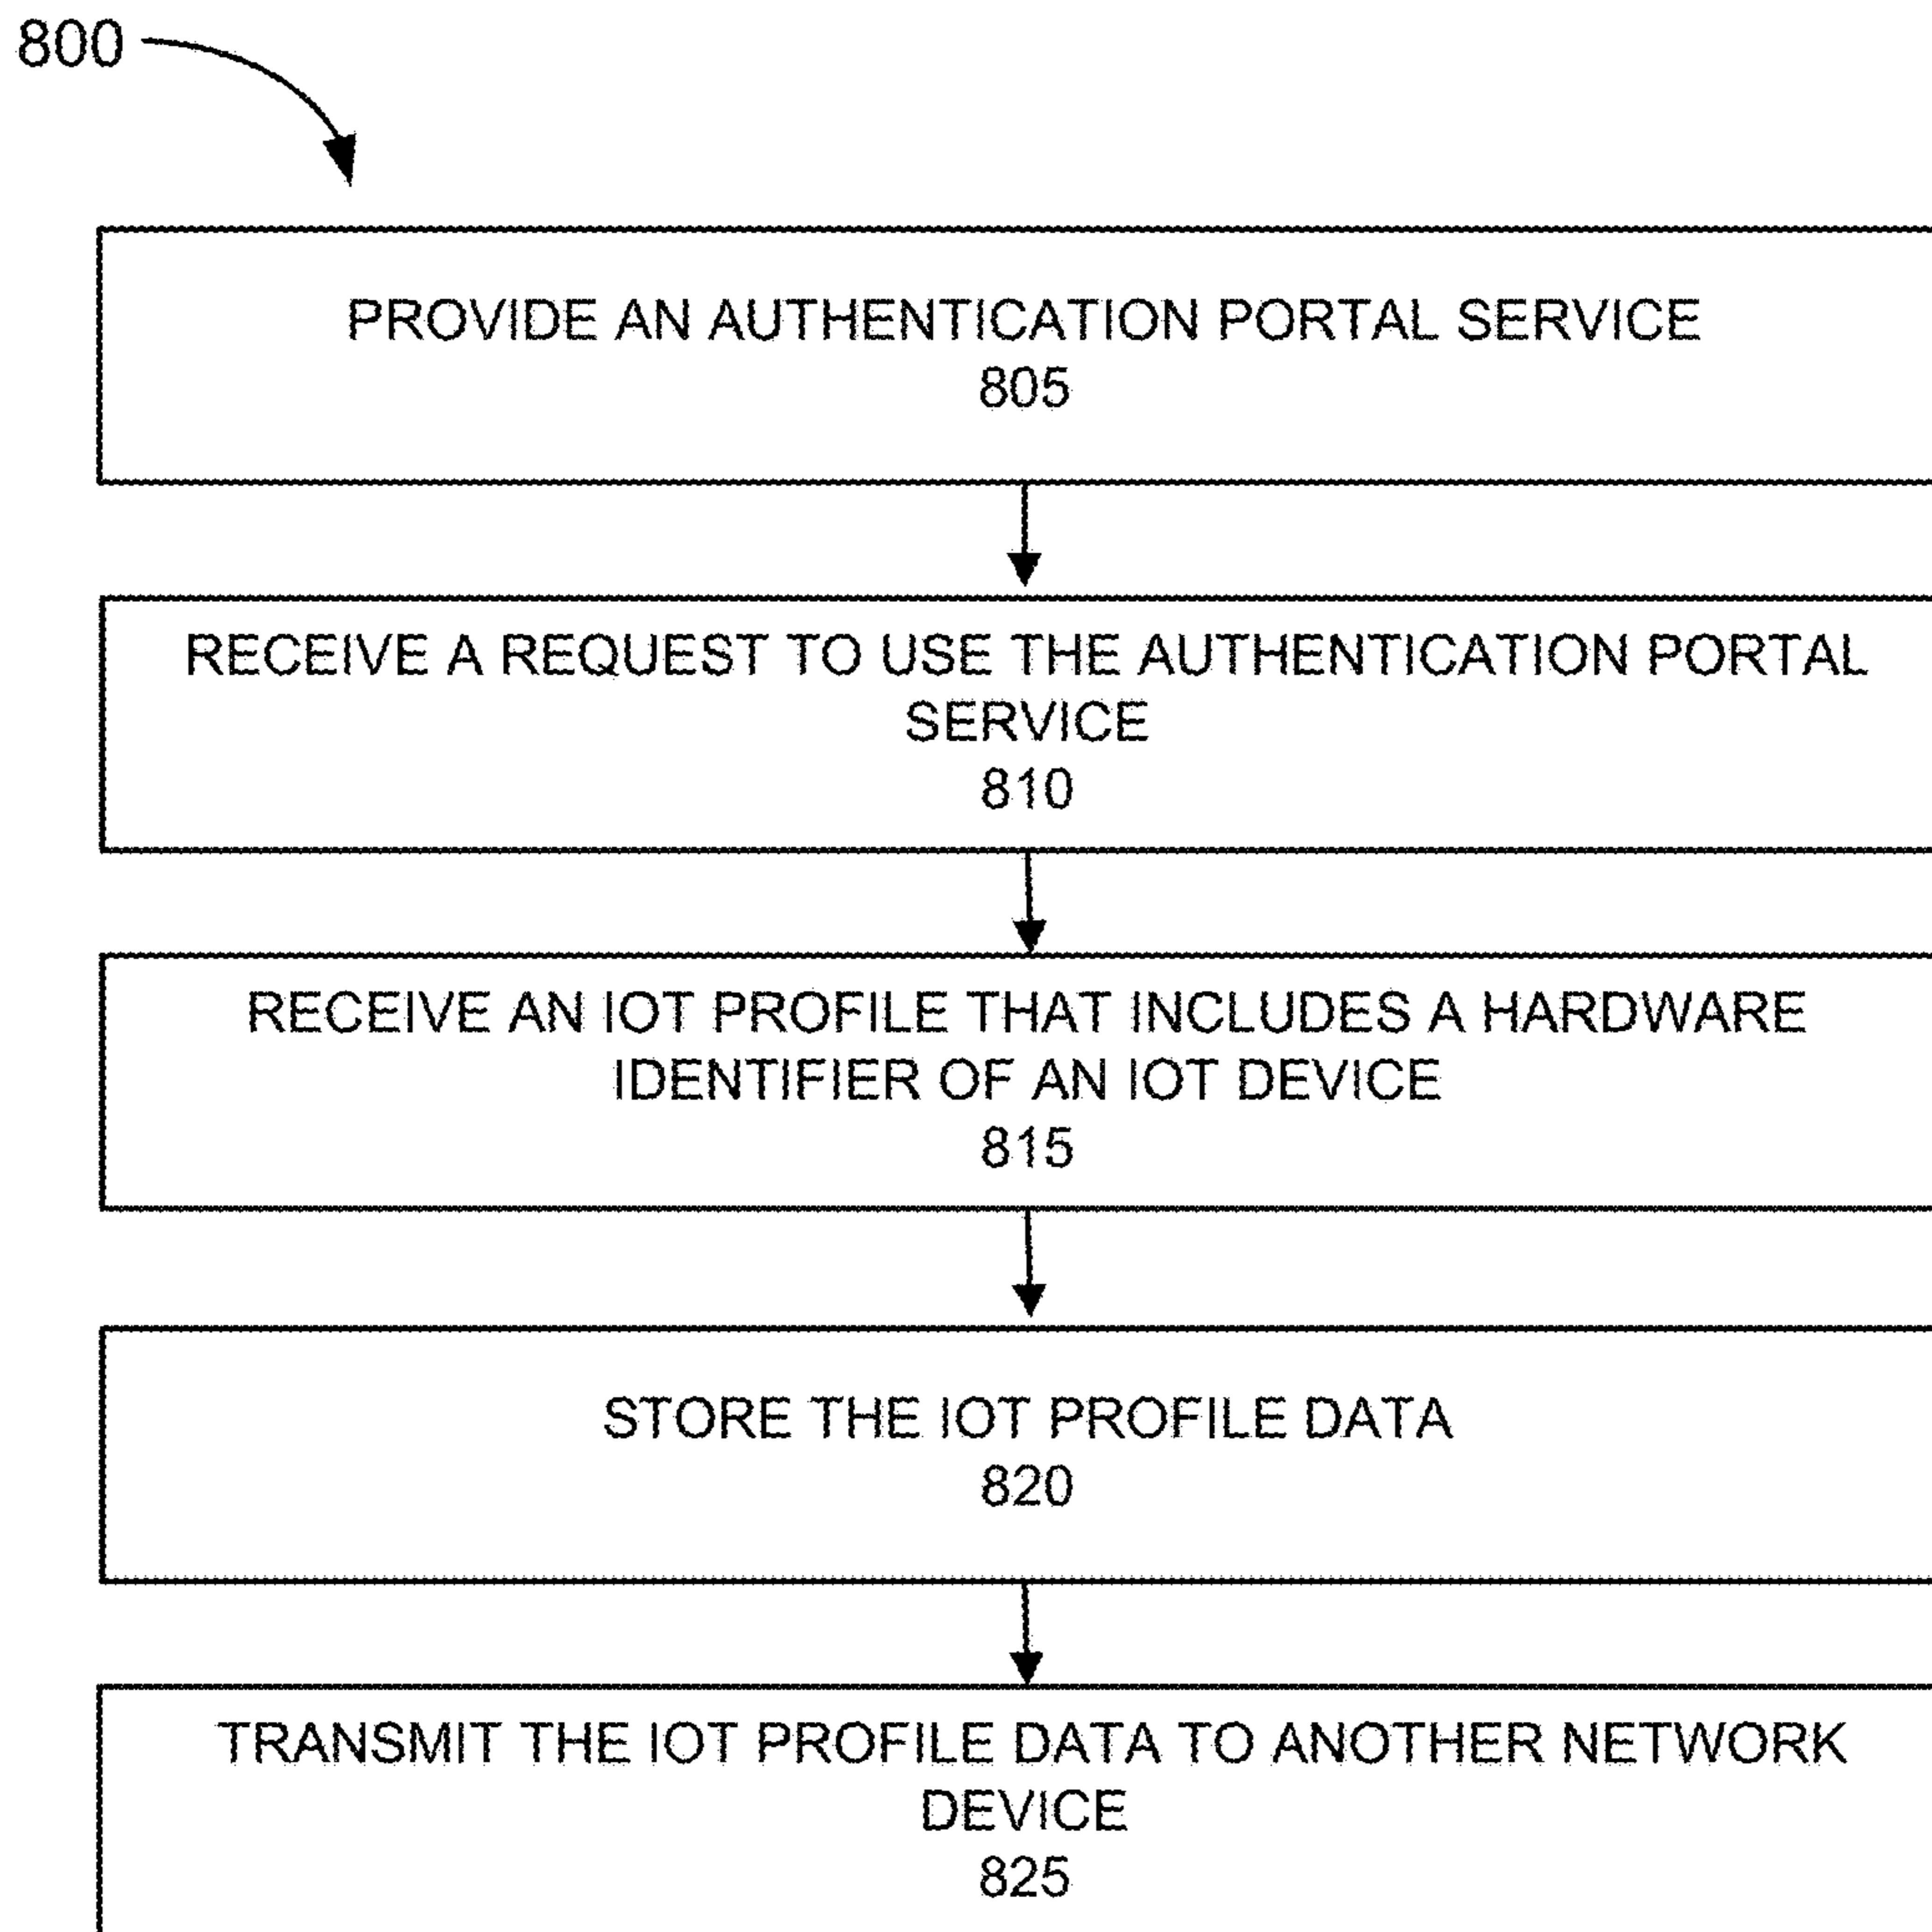 800
PROVIDE AN AUTHENTICATION PORTAL SERVICE
805
RECEIVE A REQUEST TO USE THE AUTHENTICATION PORTAL
SERVICE
810
RECEIVE AN IOT PROFILE THAT INCLUDES A HARDWARE
IDENTIFIER OF AN IOT DEVICE
815
STORE THE IOT PROFILE DATA
820
TRANSMIT THE IOT PROFILE DATA TO ANOTHER NETWORK
DEVICE
825